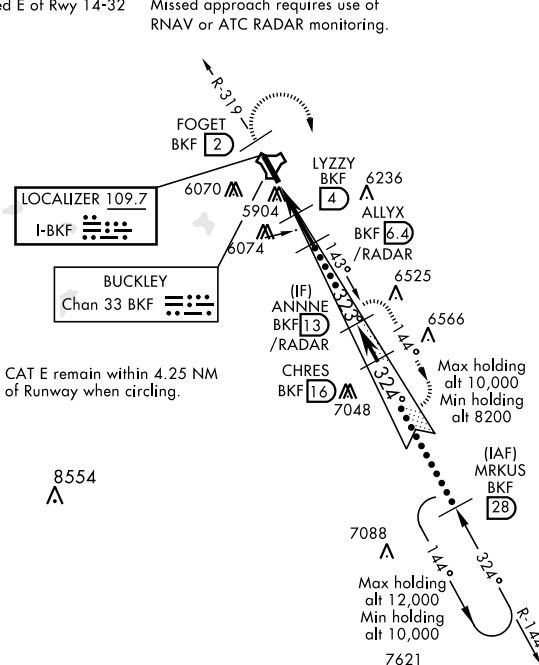 ed E of Rwy 14-32
Missed approach requires use of
RNAV or ATC RADAR monitoring.
R-319
FOGET
BKF 2
LYZZY
BKF
4
6236
6070
5904
ALLYX
BKF 6.4
/RADAR
LOCALIZER 109.7
I-BKF
6074
143°
6525
BUCKLEY
Chan 33 BKF
(IF)
ANNNE
BKF 13
/RADAR
323°
144°
6566
CAT E remain within 4.25 NM
of Runway when circling.
CHRES
BKF 16
7048
324°
Max holding
alt 10,000
Min holding
alt 8200
8554
(IAF)
MRKUS
BKF
28
7088
144°
324°
Max holding
alt 12,000
Min holding
alt 10,000
R-144
7621